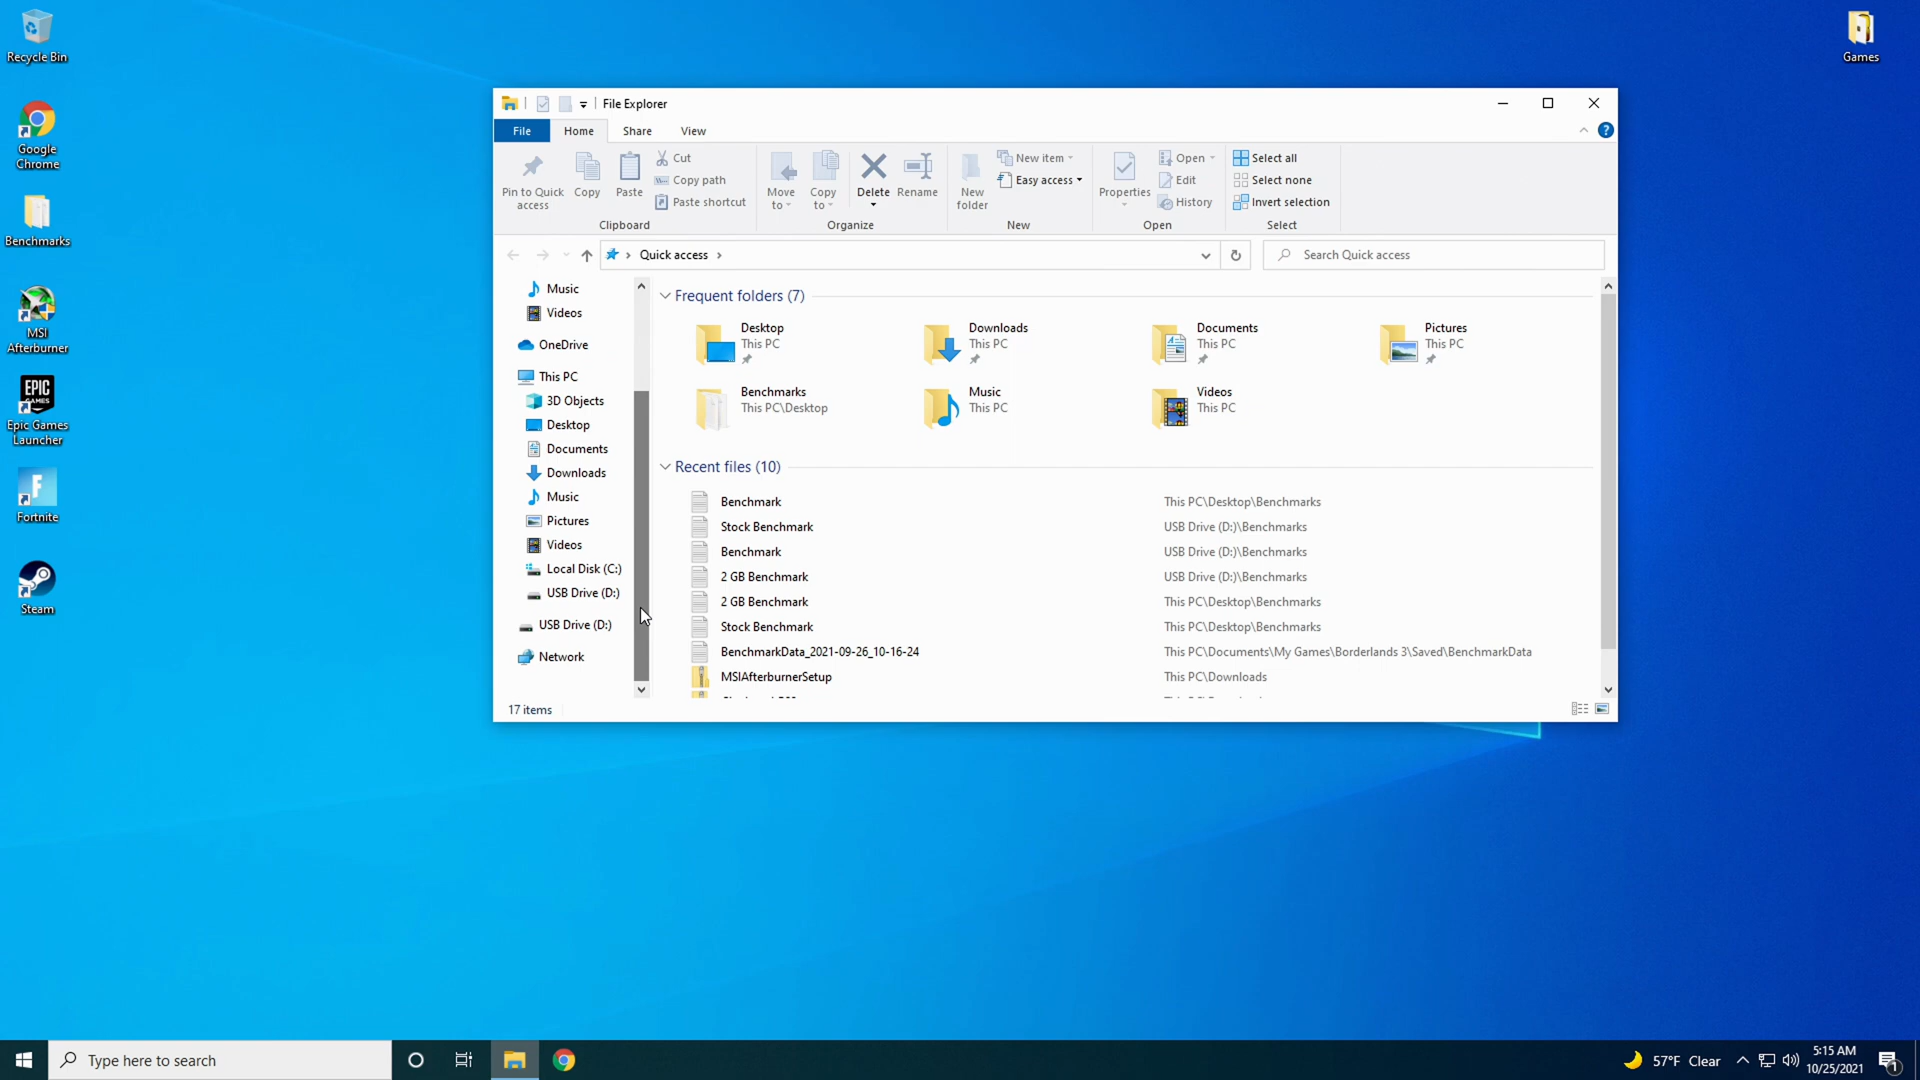 Recycle Bin
Google
Chrome
Benchmarks
MSI
Afterburner
EPIC
GAMES
Epic Games
Launcher
F
Fortnite
Steam
Games
File Explorer
File
Home
Share
View
?
Pin to Quick
access
Copy
Paste
Cut
Copy path
Paste shortcut
Clipboard
Move
to
Copy
to
Delete
Rename
Organize
New
folder
New item
Easy access
New
Properties
Open
Edit
History
Open
Select all
Select none
Invert selection
Select
Quick access
Search Quick access
Music
Videos
OneDrive
This PC
3D Objects
Desktop
Documents
Downloads
Music
Pictures
Videos
Local Disk (C:)
USB Drive (D:)
USB Drive (D:)
Network
Frequent folders (7)
Desktop
This PC
Downloads
This PC
Documents
This PC
Pictures
This PC
Benchmarks
This PC\Desktop
Music
This PC
Videos
This PC
Recent files (10)
Benchmark This PC\Desktop\Benchmarks
Stock Benchmark USB Drive (D:)\Benchmarks
Benchmark USB Drive (D:)\Benchmarks
2 GB Benchmark USB Drive (D:)\Benchmarks
2 GB Benchmark This PC\Desktop\Benchmarks
Stock Benchmark This PC\Desktop\Benchmarks
BenchmarkData_2021-09-26_10-16-24 This PC\Documents\My Games\Borderlands 3\Saved\BenchmarkData
MSIAfterburnerSetup This PC\Downloads
17 items
Type here to search
57°F Clear
5:15 AM
10/25/2021
1